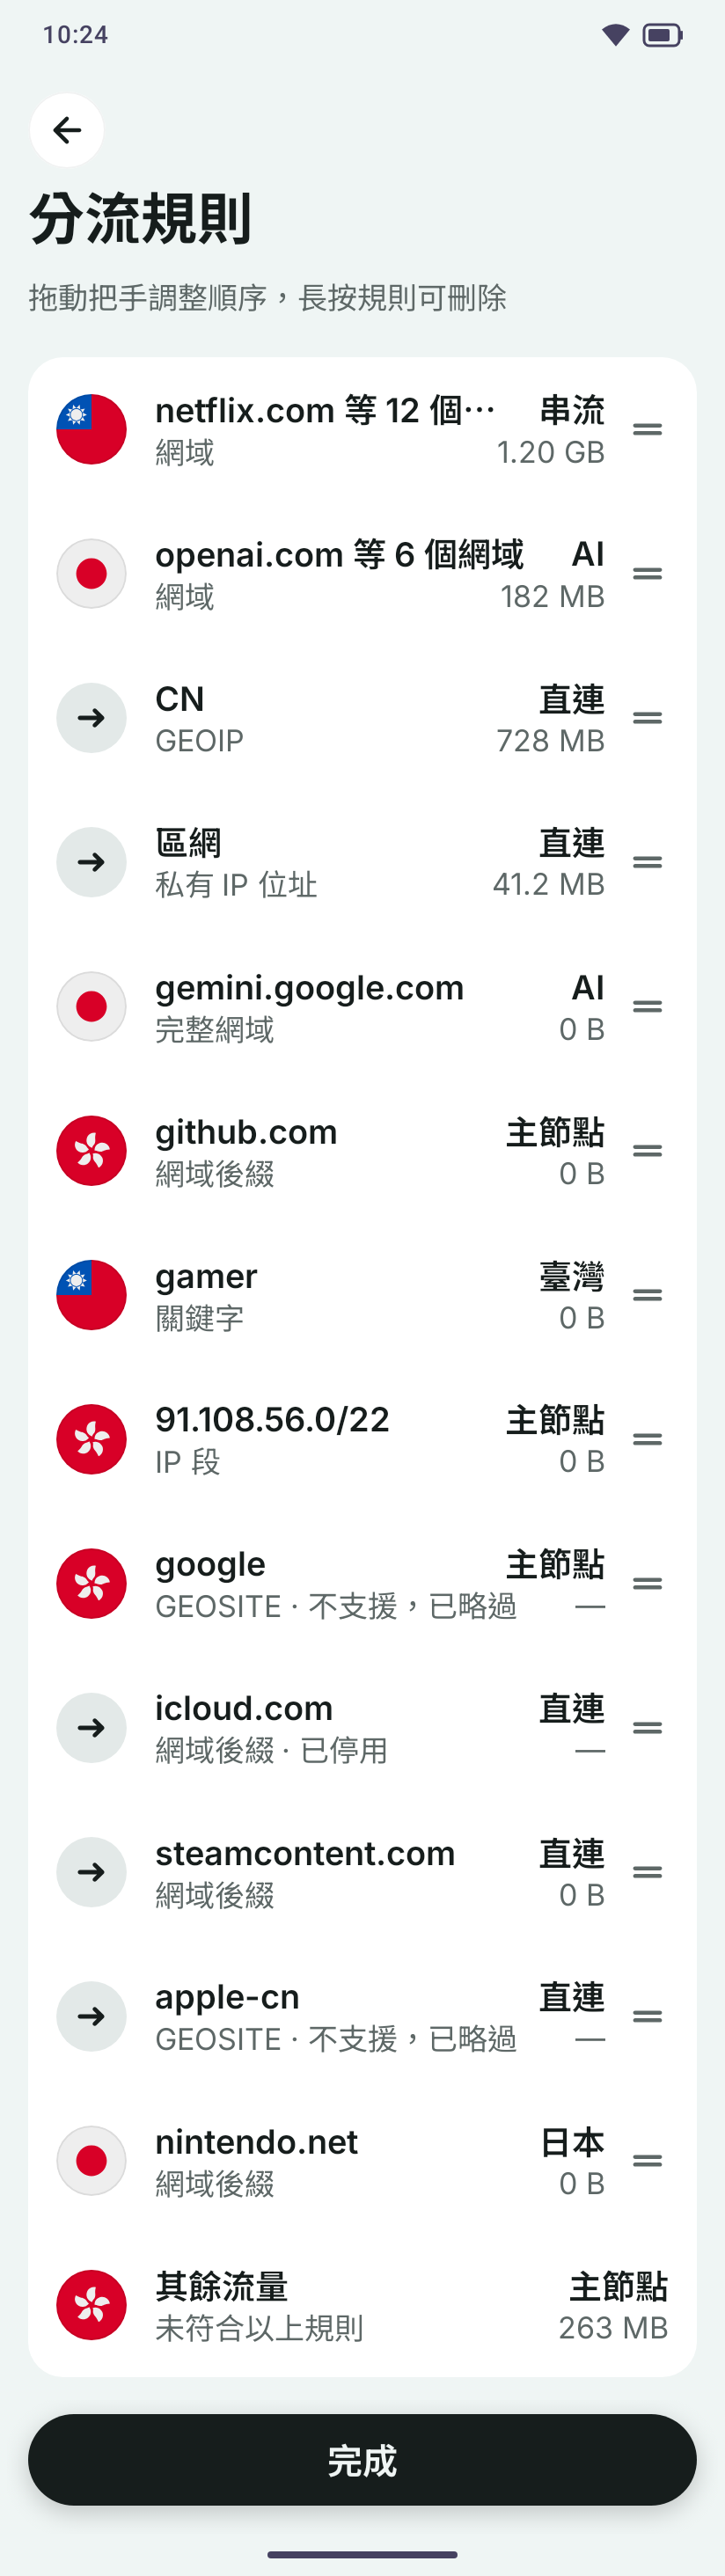 10:24
分流規則
拖動把手調整順序，長按規則可刪除
netflix.com 等 12 個… 串流
網域 1.20 GB
openai.com 等 6 個網域 AI
網域 182 MB
CN 直連
GEOIP 728 MB
區網 直連
私有 IP 位址 41.2 MB
gemini.google.com AI
完整網域 0 B
github.com 主節點
網域後綴 0 B
gamer 臺灣
關鍵字 0 B
91.108.56.0/22 主節點
IP 段 0 B
google 主節點
GEOSITE · 不支援，已略過 —
icloud.com 直連
網域後綴 · 已停用 —
steamcontent.com 直連
網域後綴 0 B
apple-cn 直連
GEOSITE · 不支援，已略過 —
nintendo.net 日本
網域後綴 0 B
其餘流量 主節點
未符合以上規則 263 MB
完成